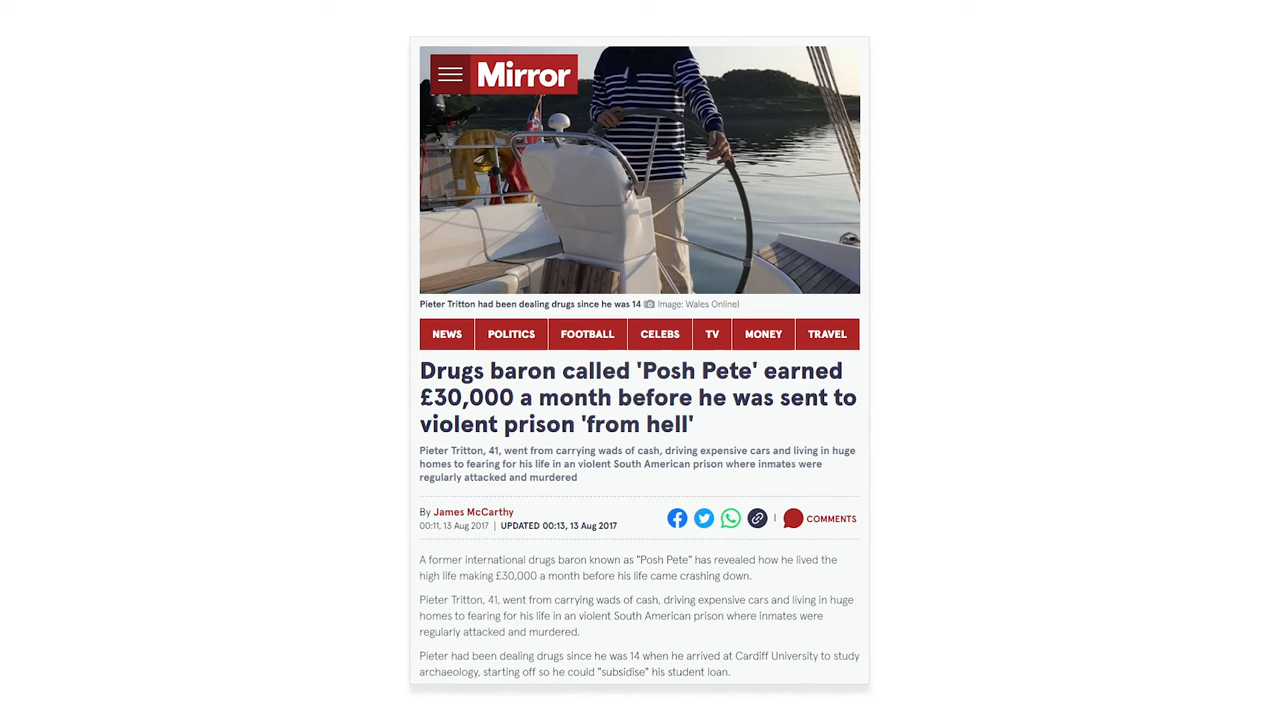 Mirror
Pieter Tritton had been dealing drugs since he was 14 (Image: Wales Online)
NEWS POLITICS FOOTBALL CELEBS TV MONEY TRAVEL
Drugs baron called 'Posh Pete' earned
£30,000 a month before he was sent to
violent prison 'from hell'
Pieter Tritton, 41, went from carrying wads of cash, driving expensive cars and living in huge
homes to fearing for his life in an violent South American prison where inmates were
regularly attacked and murdered
By James McCarthy
00:11, 13 Aug 2017 | UPDATED 00:13, 13 Aug 2017
COMMENTS
A former international drugs baron known as "Posh Pete" has revealed how he lived the
high life making £30,000 a month before his life came crashing down.
Pieter Tritton, 41, went from carrying wads of cash, driving expensive cars and living in huge
homes to fearing for his life in an violent South American prison where inmates were
regularly attacked and murdered.
Pieter had been dealing drugs since he was 14 when he arrived at Cardiff University to study
archaeology, starting off so he could "subsidise" his student loan.